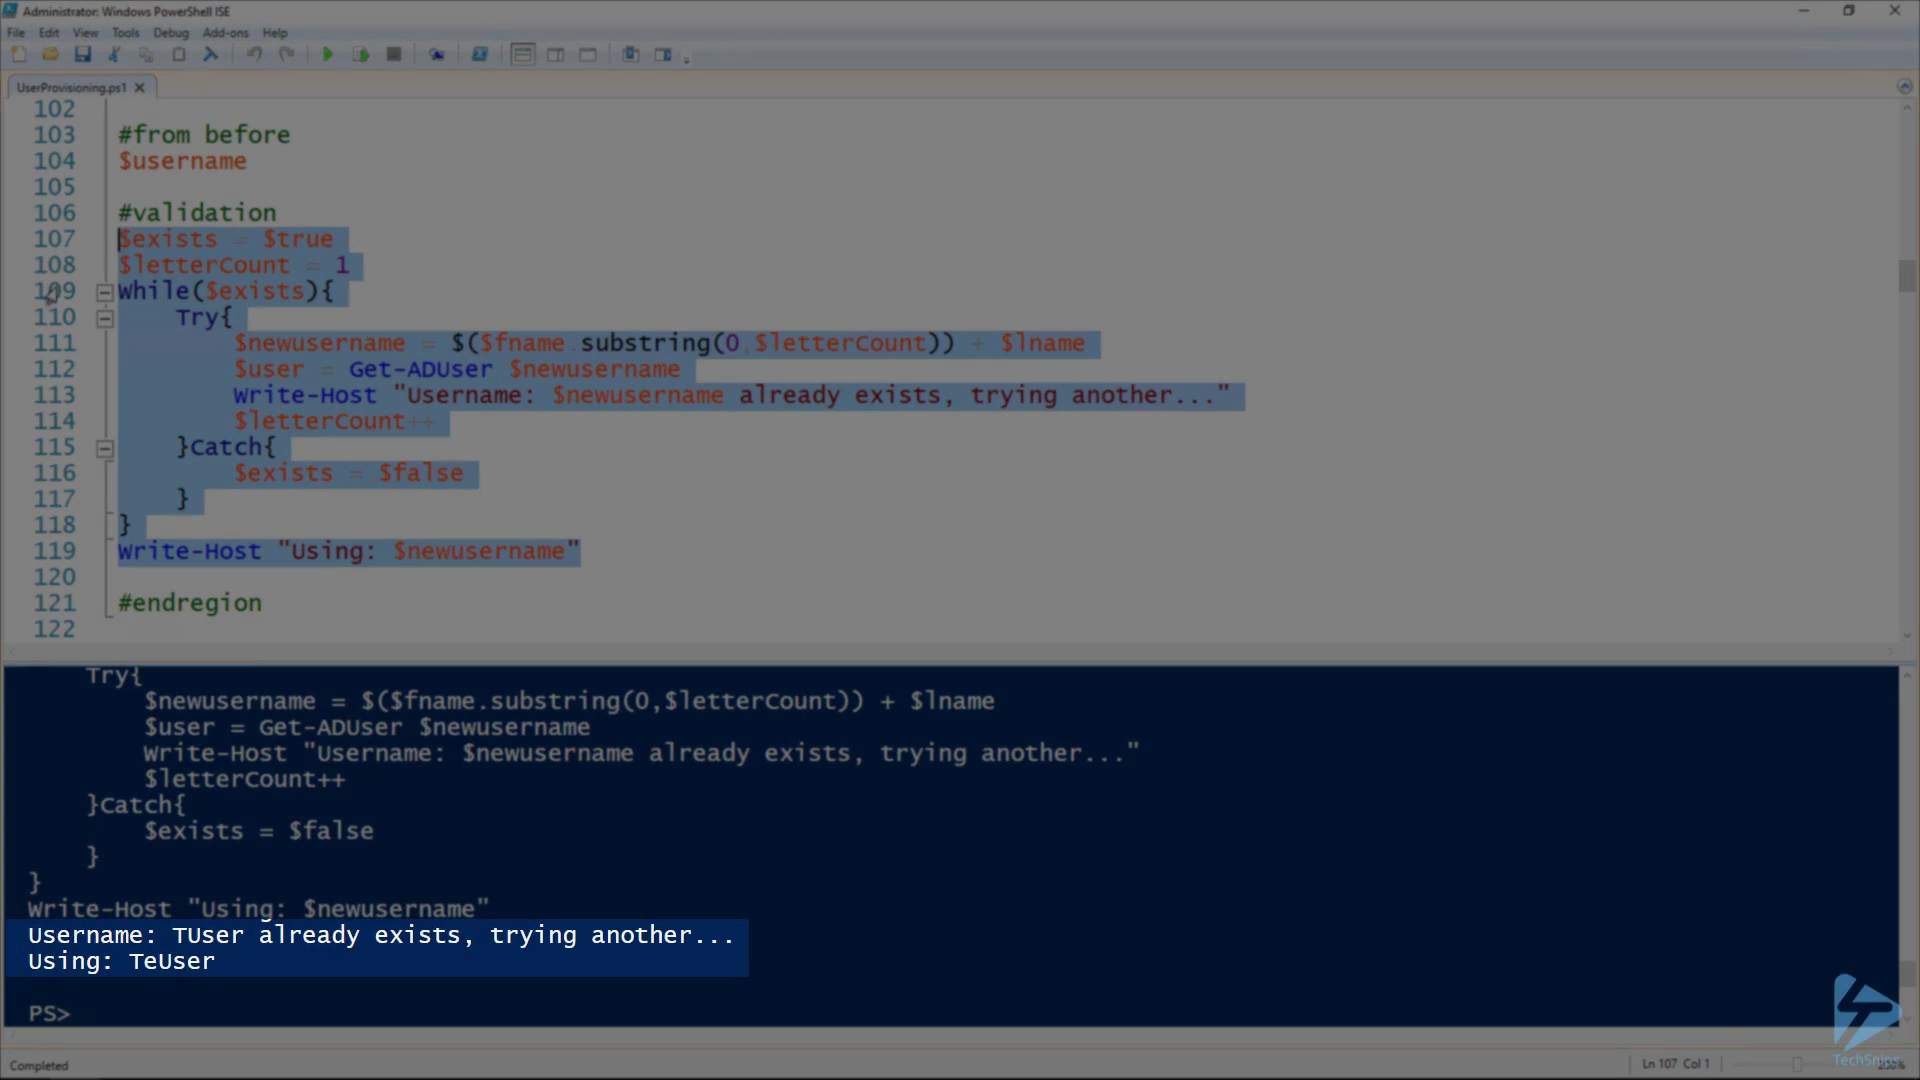 Administrator: Windows PowerShell ISE
File Edit View Tools Debug Add-ons Help
UserProvisioning.ps1
102
103 #from before
104 $username
105
106 #validation
107 $exists = $true
108 $letterCount = 1
109 While($exists){
110 Try{
111 $newusername = $($fname.substring(0,$letterCount)) + $lname
112 $user = Get-ADUser $newusername
113 Write-Host "Username: $newusername already exists, trying another..."
114 $letterCount++
115 }Catch{
116 $exists = $false
117 }
118 }
119 Write-Host "Using: $newusername"
120
121 #endregion
122
Try{
$newusername = $($fname.substring(0,$letterCount)) + $lname
$user = Get-ADUser $newusername
Write-Host "Username: $newusername already exists, trying another..."
$letterCount++
}Catch{
$exists = $false
}
}
Write-Host "Using: $newusername"
Username: TUser already exists, trying another...
Using: TeUser
PS>
Completed
Ln 107 Col 1
TechSnips